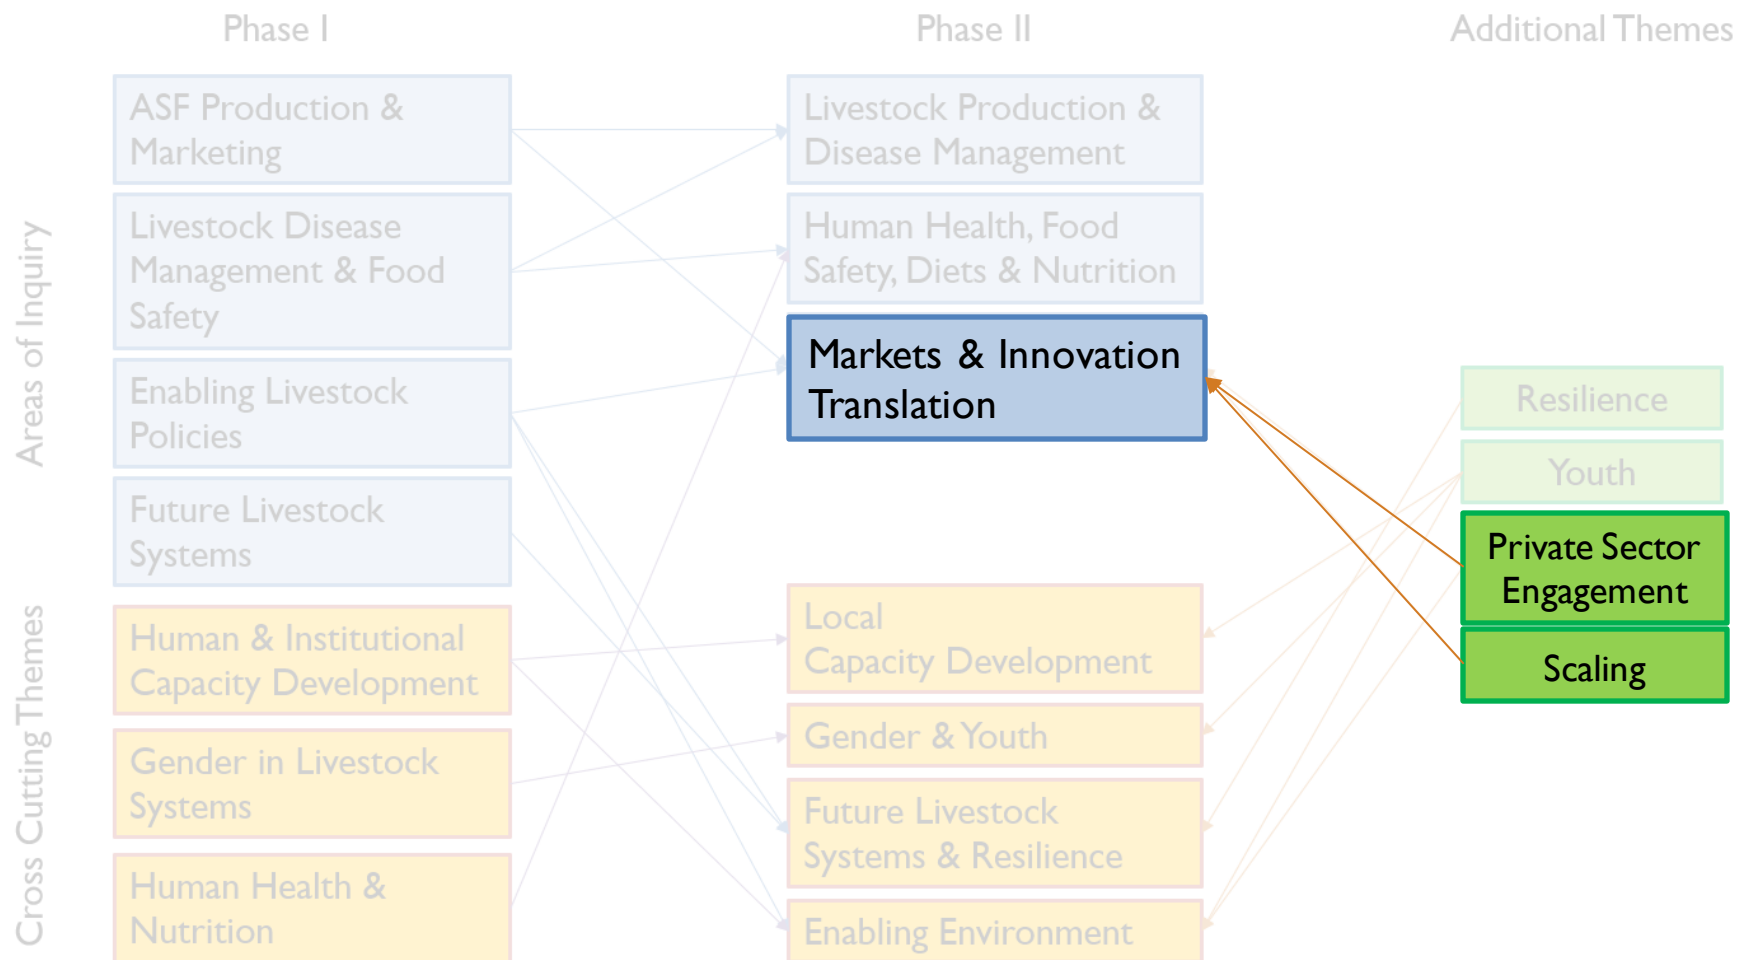 Phase I
Phase II
Additional Themes
Areas of Inquiry
Cross Cutting Themes
ASF Production &
Marketing
Livestock Disease
Management & Food
Safety
Enabling Livestock
Policies
Future Livestock
Systems
Human & Institutional
Capacity Development
Gender in Livestock
Systems
Human Health &
Nutrition
Livestock Production &
Disease Management
Human Health, Food
Safety, Diets & Nutrition
Markets & Innovation
Translation
Local
Capacity Development
Gender & Youth
Future Livestock
Systems & Resilience
Enabling Environment
Resilience
Youth
Private Sector
Engagement
Scaling